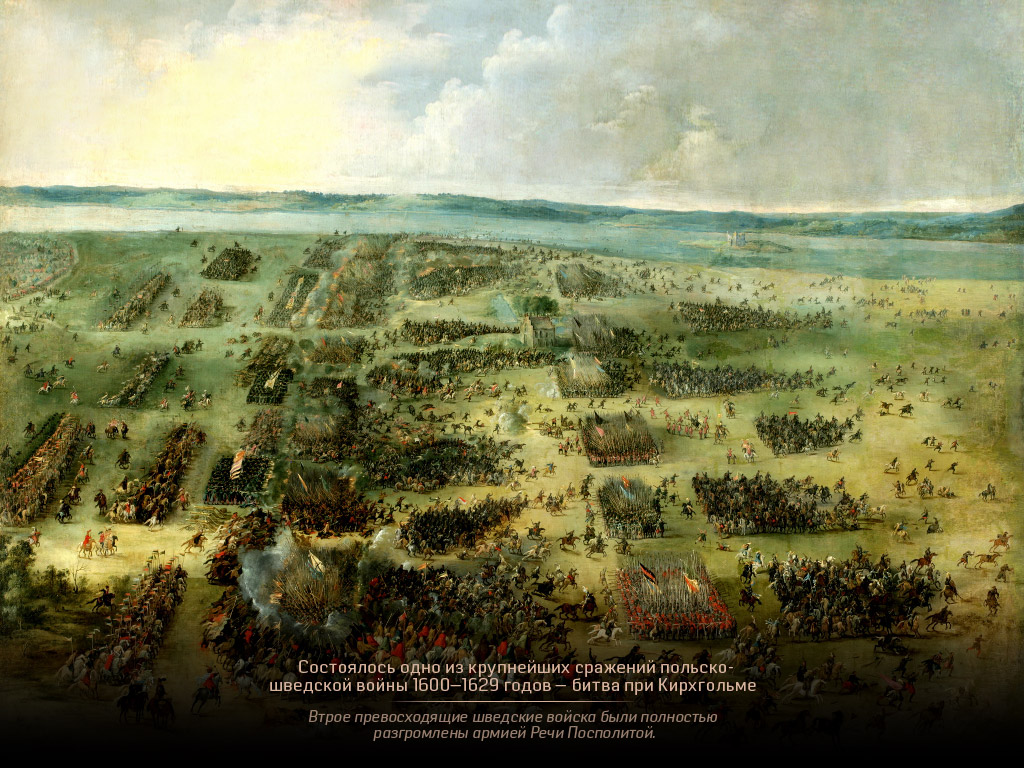 Состоялось одно из крупнейших сражений польско-
шведской войны 1600–1629 годов – битва при Кирхгольме
Втрое превосходящие шведские войска были полностью
разгромлены армией Речи Посполитой.